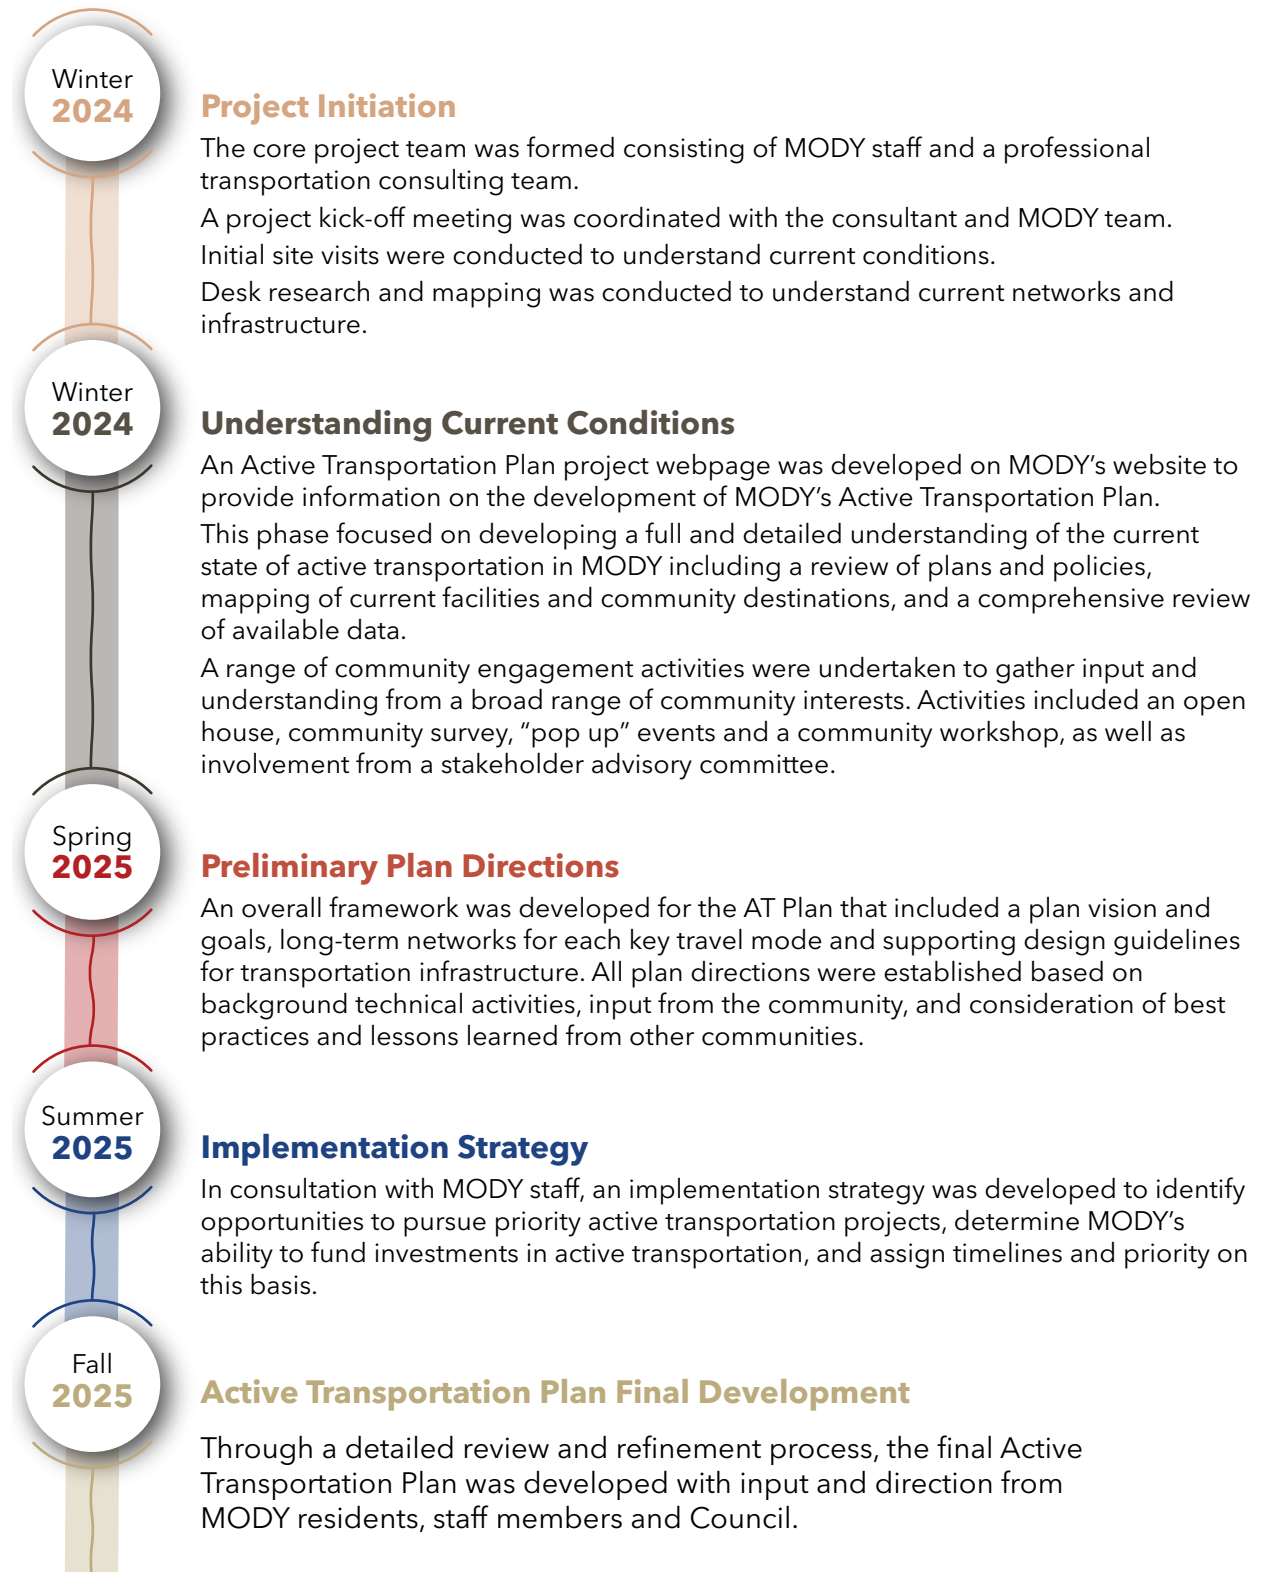 Winter
2024
Project Initiation
The core project team was formed consisting of MODY staff and a professional
transportation consulting team.
A project kick-off meeting was coordinated with the consultant and MODY team.
Initial site visits were conducted to understand current conditions.
Desk research and mapping was conducted to understand current networks and
infrastructure.
Winter
2024
Understanding Current Conditions
An Active Transportation Plan project webpage was developed on MODY’s website to
provide information on the development of MODY’s Active Transportation Plan.
This phase focused on developing a full and detailed understanding of the current
state of active transportation in MODY including a review of plans and policies,
mapping of current facilities and community destinations, and a comprehensive review
of available data.
A range of community engagement activities were undertaken to gather input and
understanding from a broad range of community interests. Activities included an open
house, community survey, “pop up” events and a community workshop, as well as
involvement from a stakeholder advisory committee.
Spring
2025
Preliminary Plan Directions
An overall framework was developed for the AT Plan that included a plan vision and
goals, long-term networks for each key travel mode and supporting design guidelines
for transportation infrastructure. All plan directions were established based on
background technical activities, input from the community, and consideration of best
practices and lessons learned from other communities.
Summer
2025
Implementation Strategy
In consultation with MODY staff, an implementation strategy was developed to identify
opportunities to pursue priority active transportation projects, determine MODY’s
ability to fund investments in active transportation, and assign timelines and priority on
this basis.
Fall
2025
Active Transportation Plan Final Development
Through a detailed review and refinement process, the final Active
Transportation Plan was developed with input and direction from
MODY residents, staff members and Council.